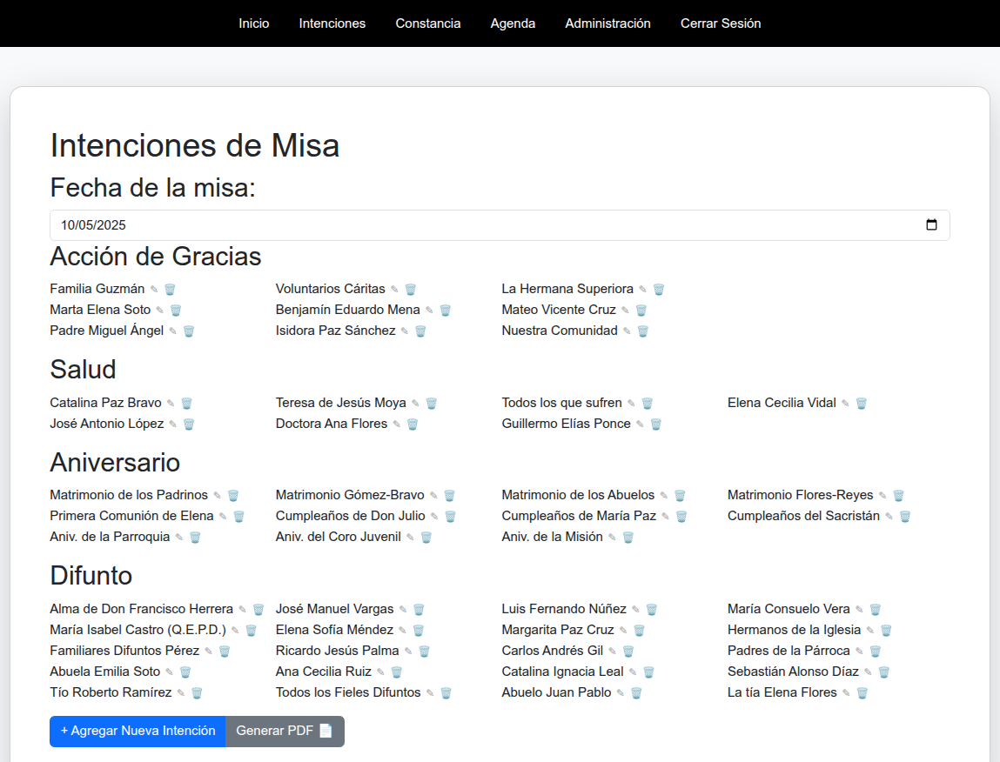 Inicio Intenciones Constancia Agenda Administración Cerrar Sesión
Intenciones de Misa
Fecha de la misa:
10/05/2025
Acción de Gracias
Familia Guzmán Voluntarios Cáritas La Hermana Superiora
Marta Elena Soto Benjamín Eduardo Mena Mateo Vicente Cruz
Padre Miguel Ángel Isidora Paz Sánchez Nuestra Comunidad
Salud
Catalina Paz Bravo Teresa de Jesús Moya Todos los que sufren Elena Cecilia Vidal
José Antonio López Doctora Ana Flores Guillermo Elías Ponce
Aniversario
Matrimonio de los Padrinos Matrimonio Gómez-Bravo Matrimonio de los Abuelos Matrimonio Flores-Reyes
Primera Comunión de Elena Cumpleaños de Don Julio Cumpleaños de María Paz Cumpleaños del Sacristán
Aniv. de la Parroquia Aniv. del Coro Juvenil Aniv. de la Misión
Difunto
Alma de Don Francisco Herrera José Manuel Vargas Luis Fernando Núñez María Consuelo Vera
María Isabel Castro (Q.E.P.D.) Elena Sofía Méndez Margarita Paz Cruz Hermanos de la Iglesia
Familiares Difuntos Pérez Ricardo Jesús Palma Carlos Andrés Gil Padres de la Párroca
Abuela Emilia Soto Ana Cecilia Ruiz Catalina Ignacia Leal Sebastián Alonso Díaz
Tío Roberto Ramírez Todos los Fieles Difuntos Abuelo Juan Pablo La tía Elena Flores
+ Agregar Nueva Intención Generar PDF